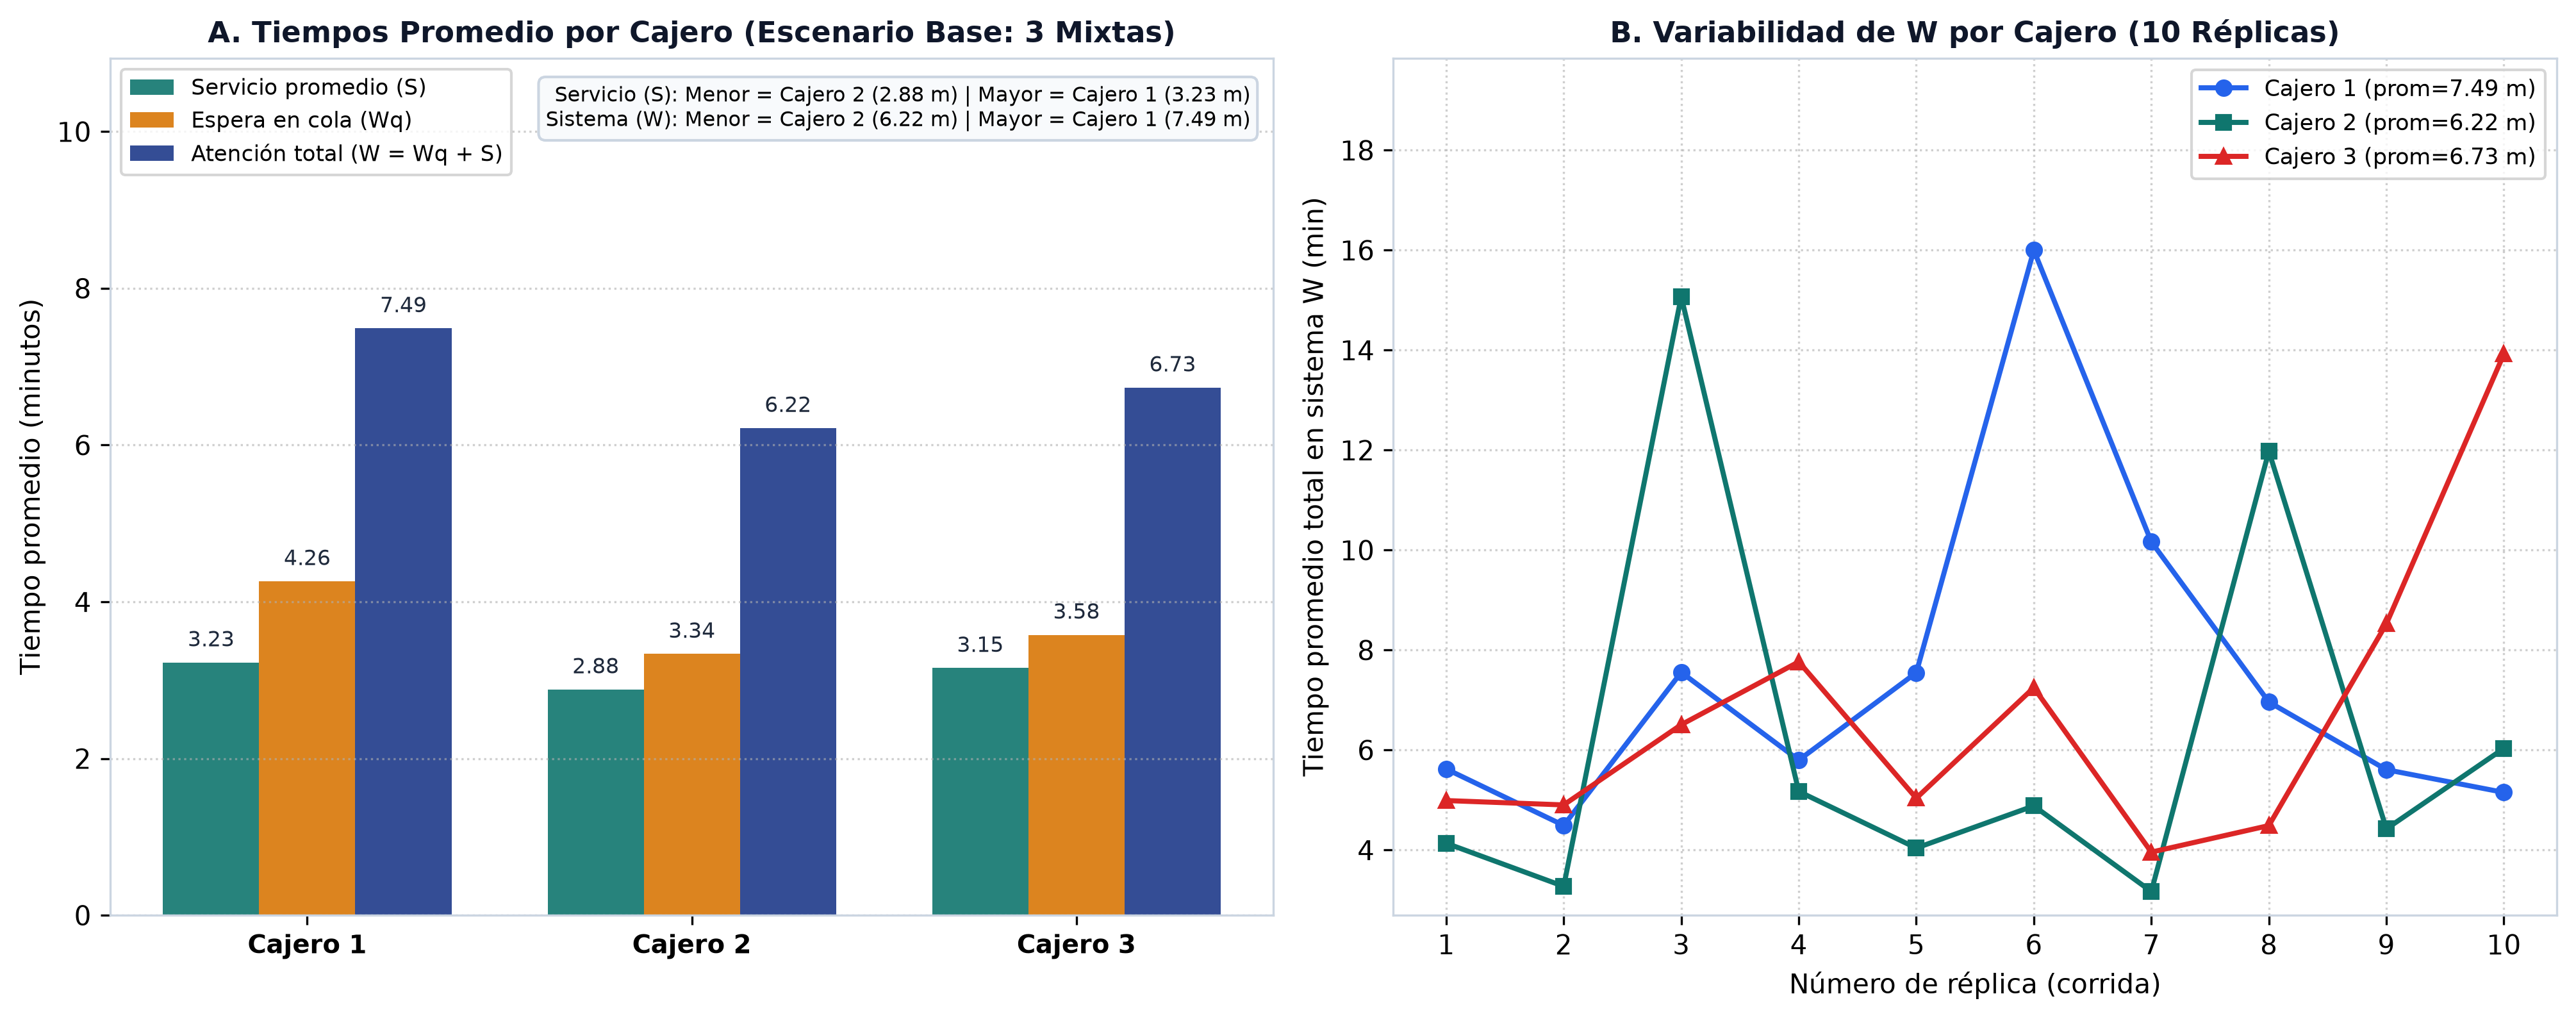 A. Tiempos Promedio por Cajero (Escenario Base: 3 Mixtas)
Servicio promedio (S)
Espera en cola (Wq)
Atención total (W = Wq + S)
Servicio (S): Menor = Cajero 2 (2.88 m) | Mayor = Cajero 1 (3.23 m)
Sistema (W): Menor = Cajero 2 (6.22 m) | Mayor = Cajero 1 (7.49 m)
Tiempo promedio (minutos)
10
8
6
4
2
0
3.23
4.26
7.49
2.88
3.34
6.22
3.15
3.58
6.73
Cajero 1
Cajero 2
Cajero 3
B. Variabilidad de W por Cajero (10 Réplicas)
Cajero 1 (prom=7.49 m)
Cajero 2 (prom=6.22 m)
Cajero 3 (prom=6.73 m)
Tiempo promedio total en sistema W (min)
18
16
14
12
10
8
6
4
1 2 3 4 5 6 7 8 9 10
Número de réplica (corrida)